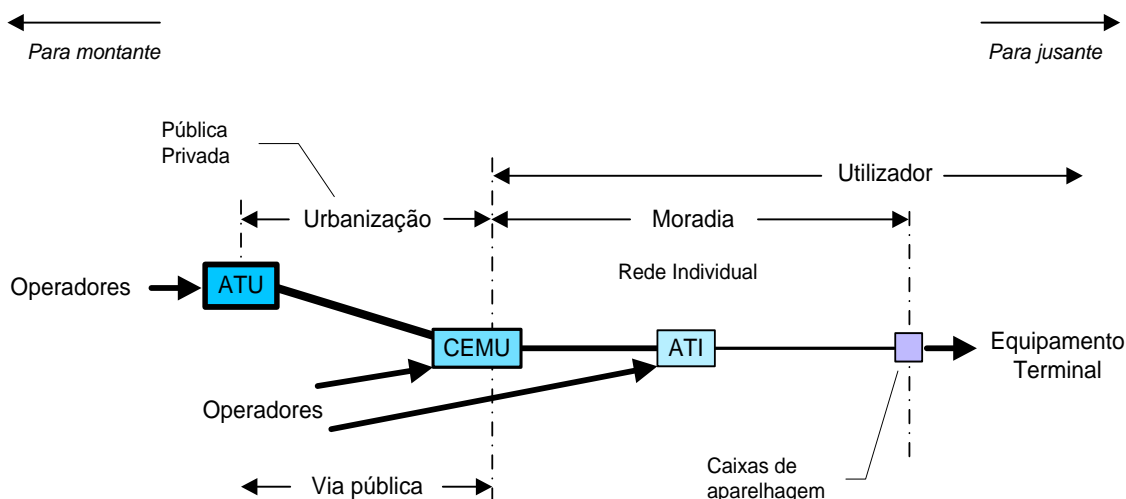 Para montante
Para jusante
Pública
Privada
Utilizador
Urbanização
Moradia
Rede Individual
Operadores
ATU
CEMU
ATI
Equipamento
Terminal
Operadores
Caixas de
aparelhagem
Via pública